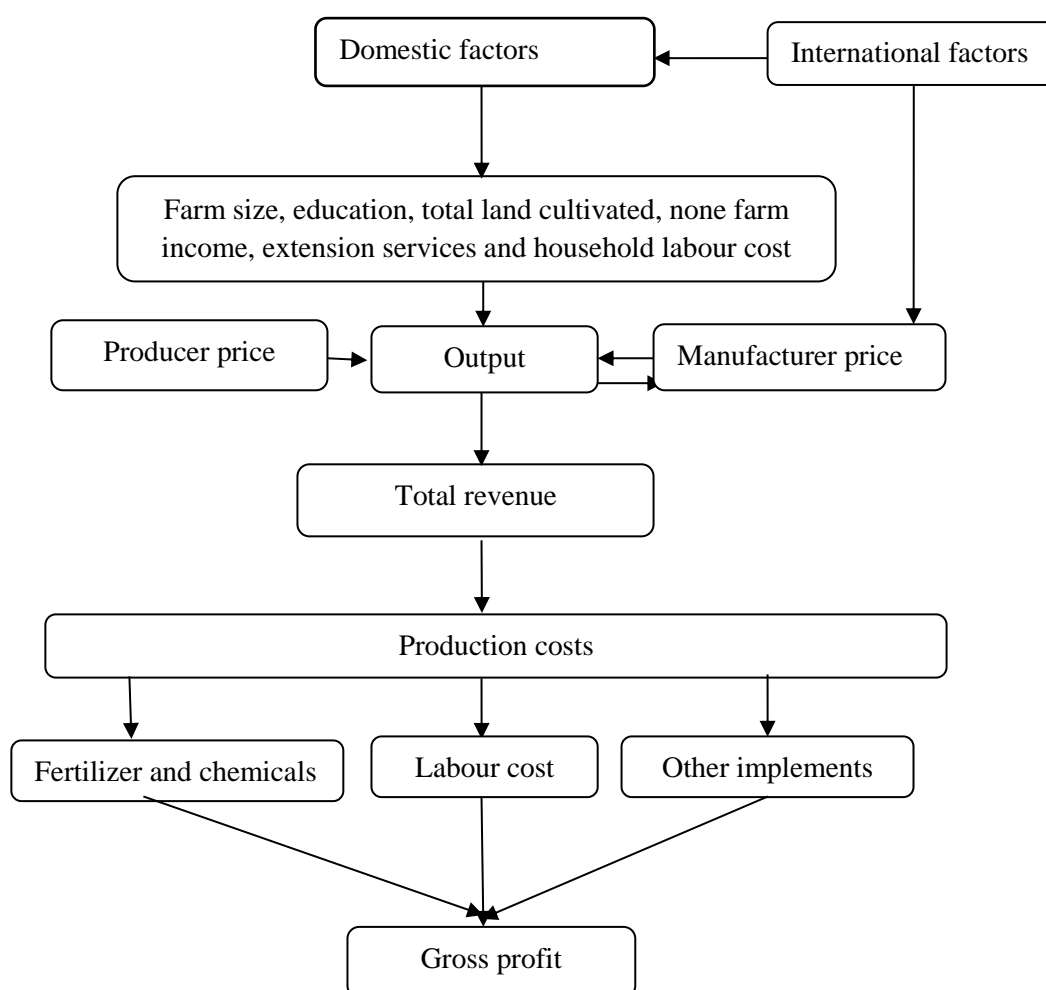 Domestic factors
International factors
Farm size, education, total land cultivated, none farm
income, extension services and household labour cost
Producer price
Output
Manufacturer price
Total revenue
Production costs
Fertilizer and chemicals
Labour cost
Other implements
Gross profit